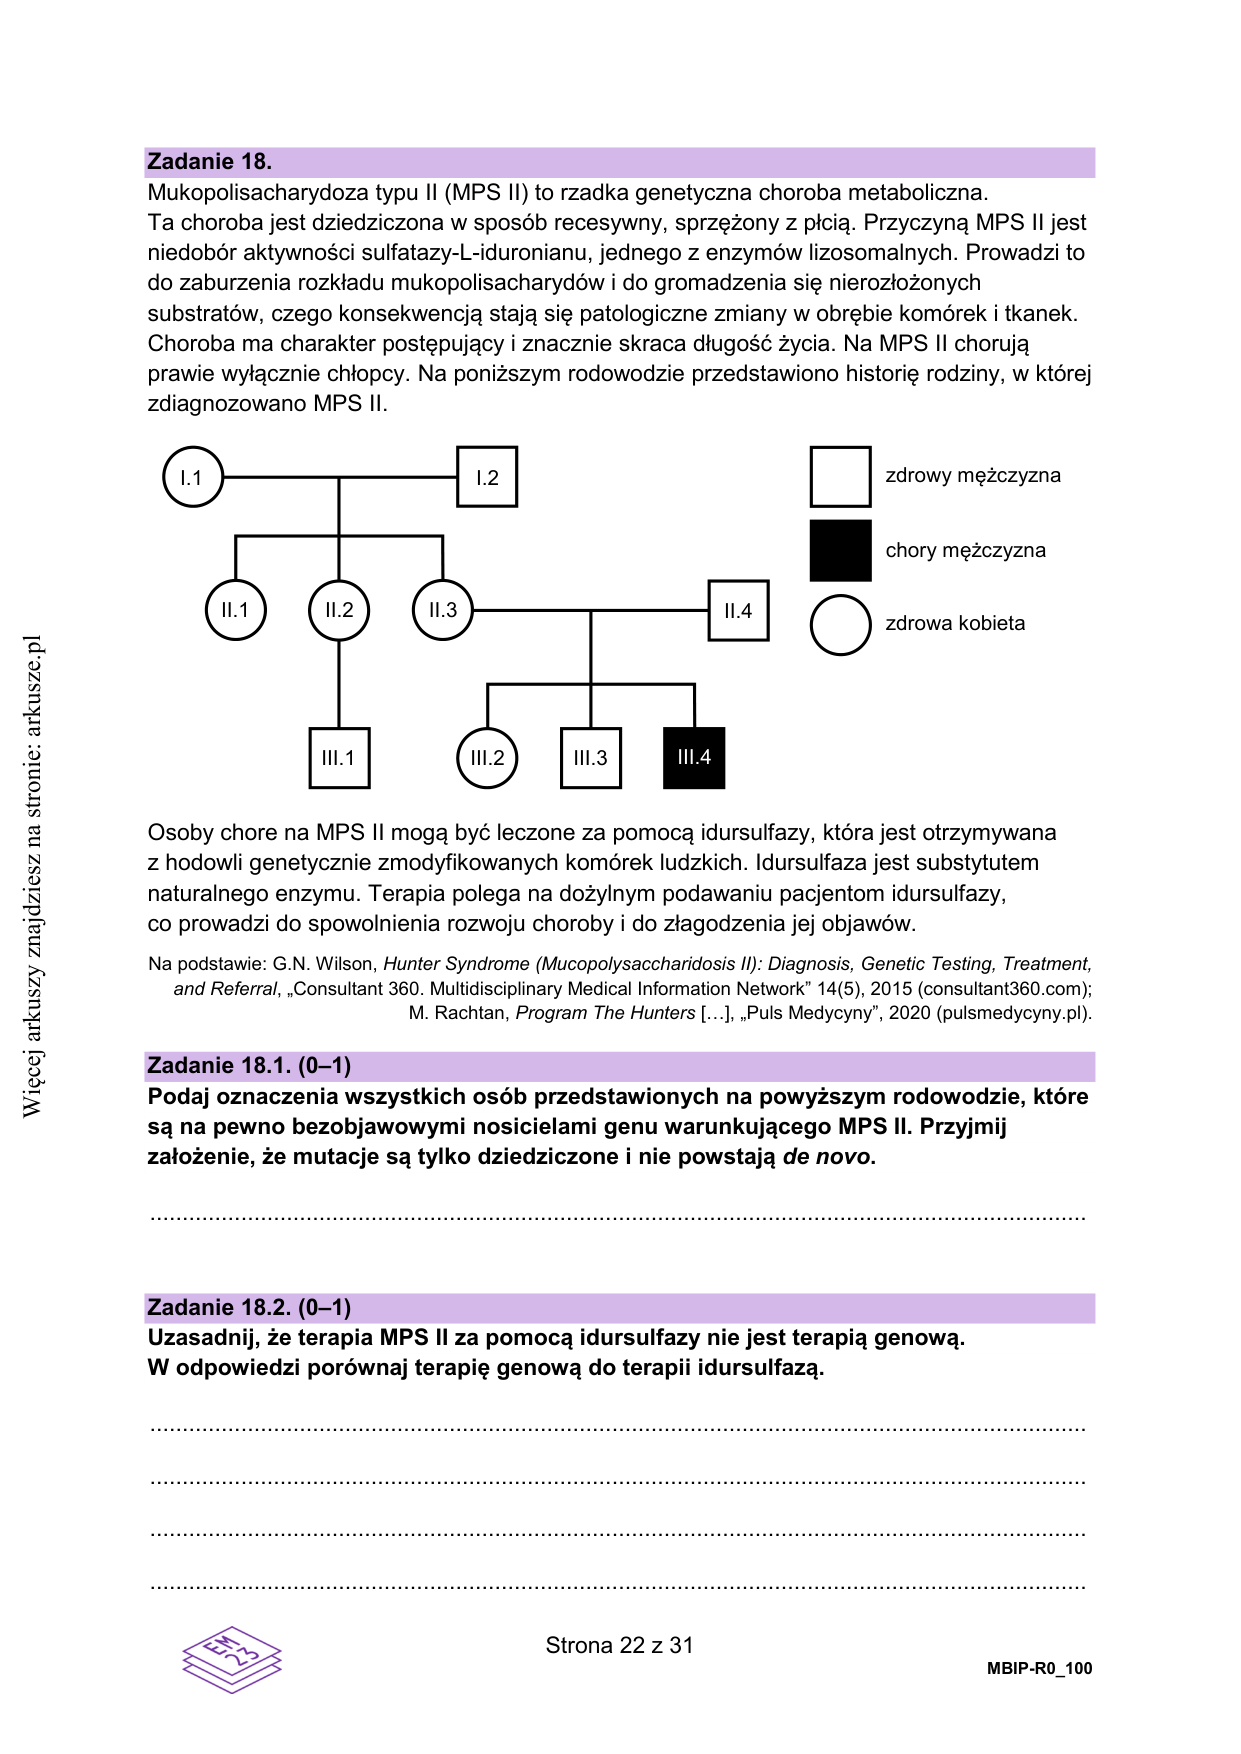 Zadanie 18.
Mukopolisacharydoza typu II (MPS II) to rzadka genetyczna choroba metaboliczna.
Ta choroba jest dziedziczona w sposób recesywny, sprzężony z płcią. Przyczyną MPS II jest
niedobór aktywności sulfatazy-L-iduronianu, jednego z enzymów lizosomalnych. Prowadzi to
do zaburzenia rozkładu mukopolisacharydów i do gromadzenia się nierozłożonych
substratów, czego konsekwencją stają się patologiczne zmiany w obrębie komórek i tkanek.
Choroba ma charakter postępujący i znacznie skraca długość życia. Na MPS II chorują
prawie wyłącznie chłopcy. Na poniższym rodowodzie przedstawiono historię rodziny, w której
zdiagnozowano MPS II.
I.1
I.2
zdrowy mężczyzna
chory mężczyzna
II.1
II.2
II.3
II.4
zdrowa kobieta
III.1
III.2
III.3
III.4
Osoby chore na MPS II mogą być leczone za pomocą idursulfazy, która jest otrzymywana
z hodowli genetycznie zmodyfikowanych komórek ludzkich. Idursulfaza jest substytutem
naturalnego enzymu. Terapia polega na dożylnym podawaniu pacjentom idursulfazy,
co prowadzi do spowolnienia rozwoju choroby i do złagodzenia jej objawów.
Na podstawie: G.N. Wilson, Hunter Syndrome (Mucopolysaccharidosis II): Diagnosis, Genetic Testing, Treatment,
and Referral, „Consultant 360. Multidisciplinary Medical Information Network” 14(5), 2015 (consultant360.com);
M. Rachtan, Program The Hunters […], „Puls Medycyny”, 2020 (pulsmedycyny.pl).
Zadanie 18.1. (0–1)
Podaj oznaczenia wszystkich osób przedstawionych na powyższym rodowodzie, które
są na pewno bezobjawowymi nosicielami genu warunkującego MPS II. Przyjmij
założenie, że mutacje są tylko dziedziczone i nie powstają de novo.
Zadanie 18.2. (0–1)
Uzasadnij, że terapia MPS II za pomocą idursulfazy nie jest terapią genową.
W odpowiedzi porównaj terapię genową do terapii idursulfazą.
EM
23
Strona 22 z 31
MBIP-R0_100
Więcej arkuszy znajdziesz na stronie: arkusze.pl